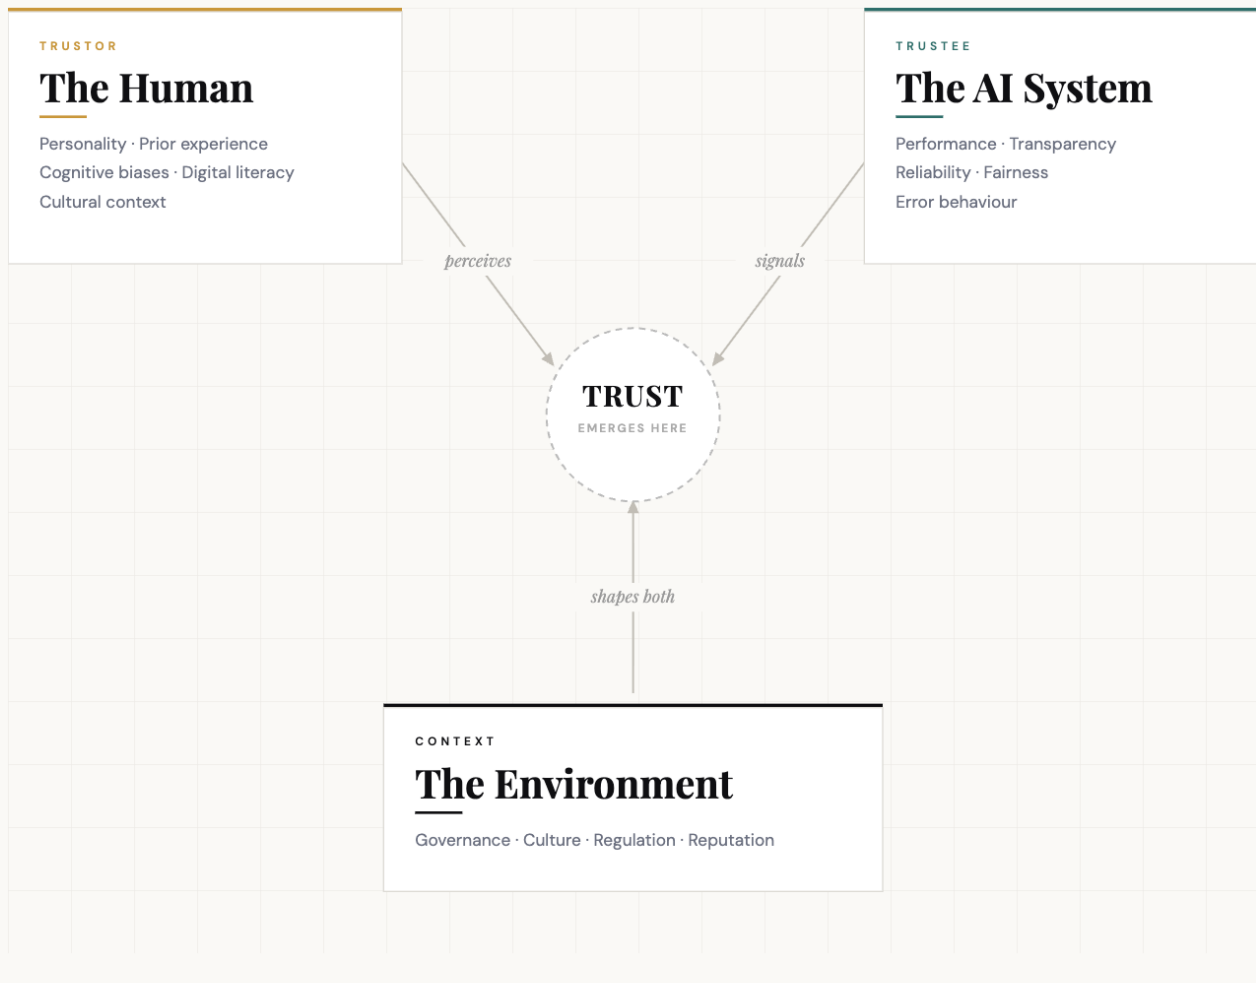 TRUSTOR
The Human
Personality · Prior experience
Cognitive biases · Digital literacy
Cultural context
TRUSTEE
The AI System
Performance · Transparency
Reliability · Fairness
Error behaviour
perceives
signals
TRUST
EMERGES HERE
shapes both
CONTEXT
The Environment
Governance · Culture · Regulation · Reputation